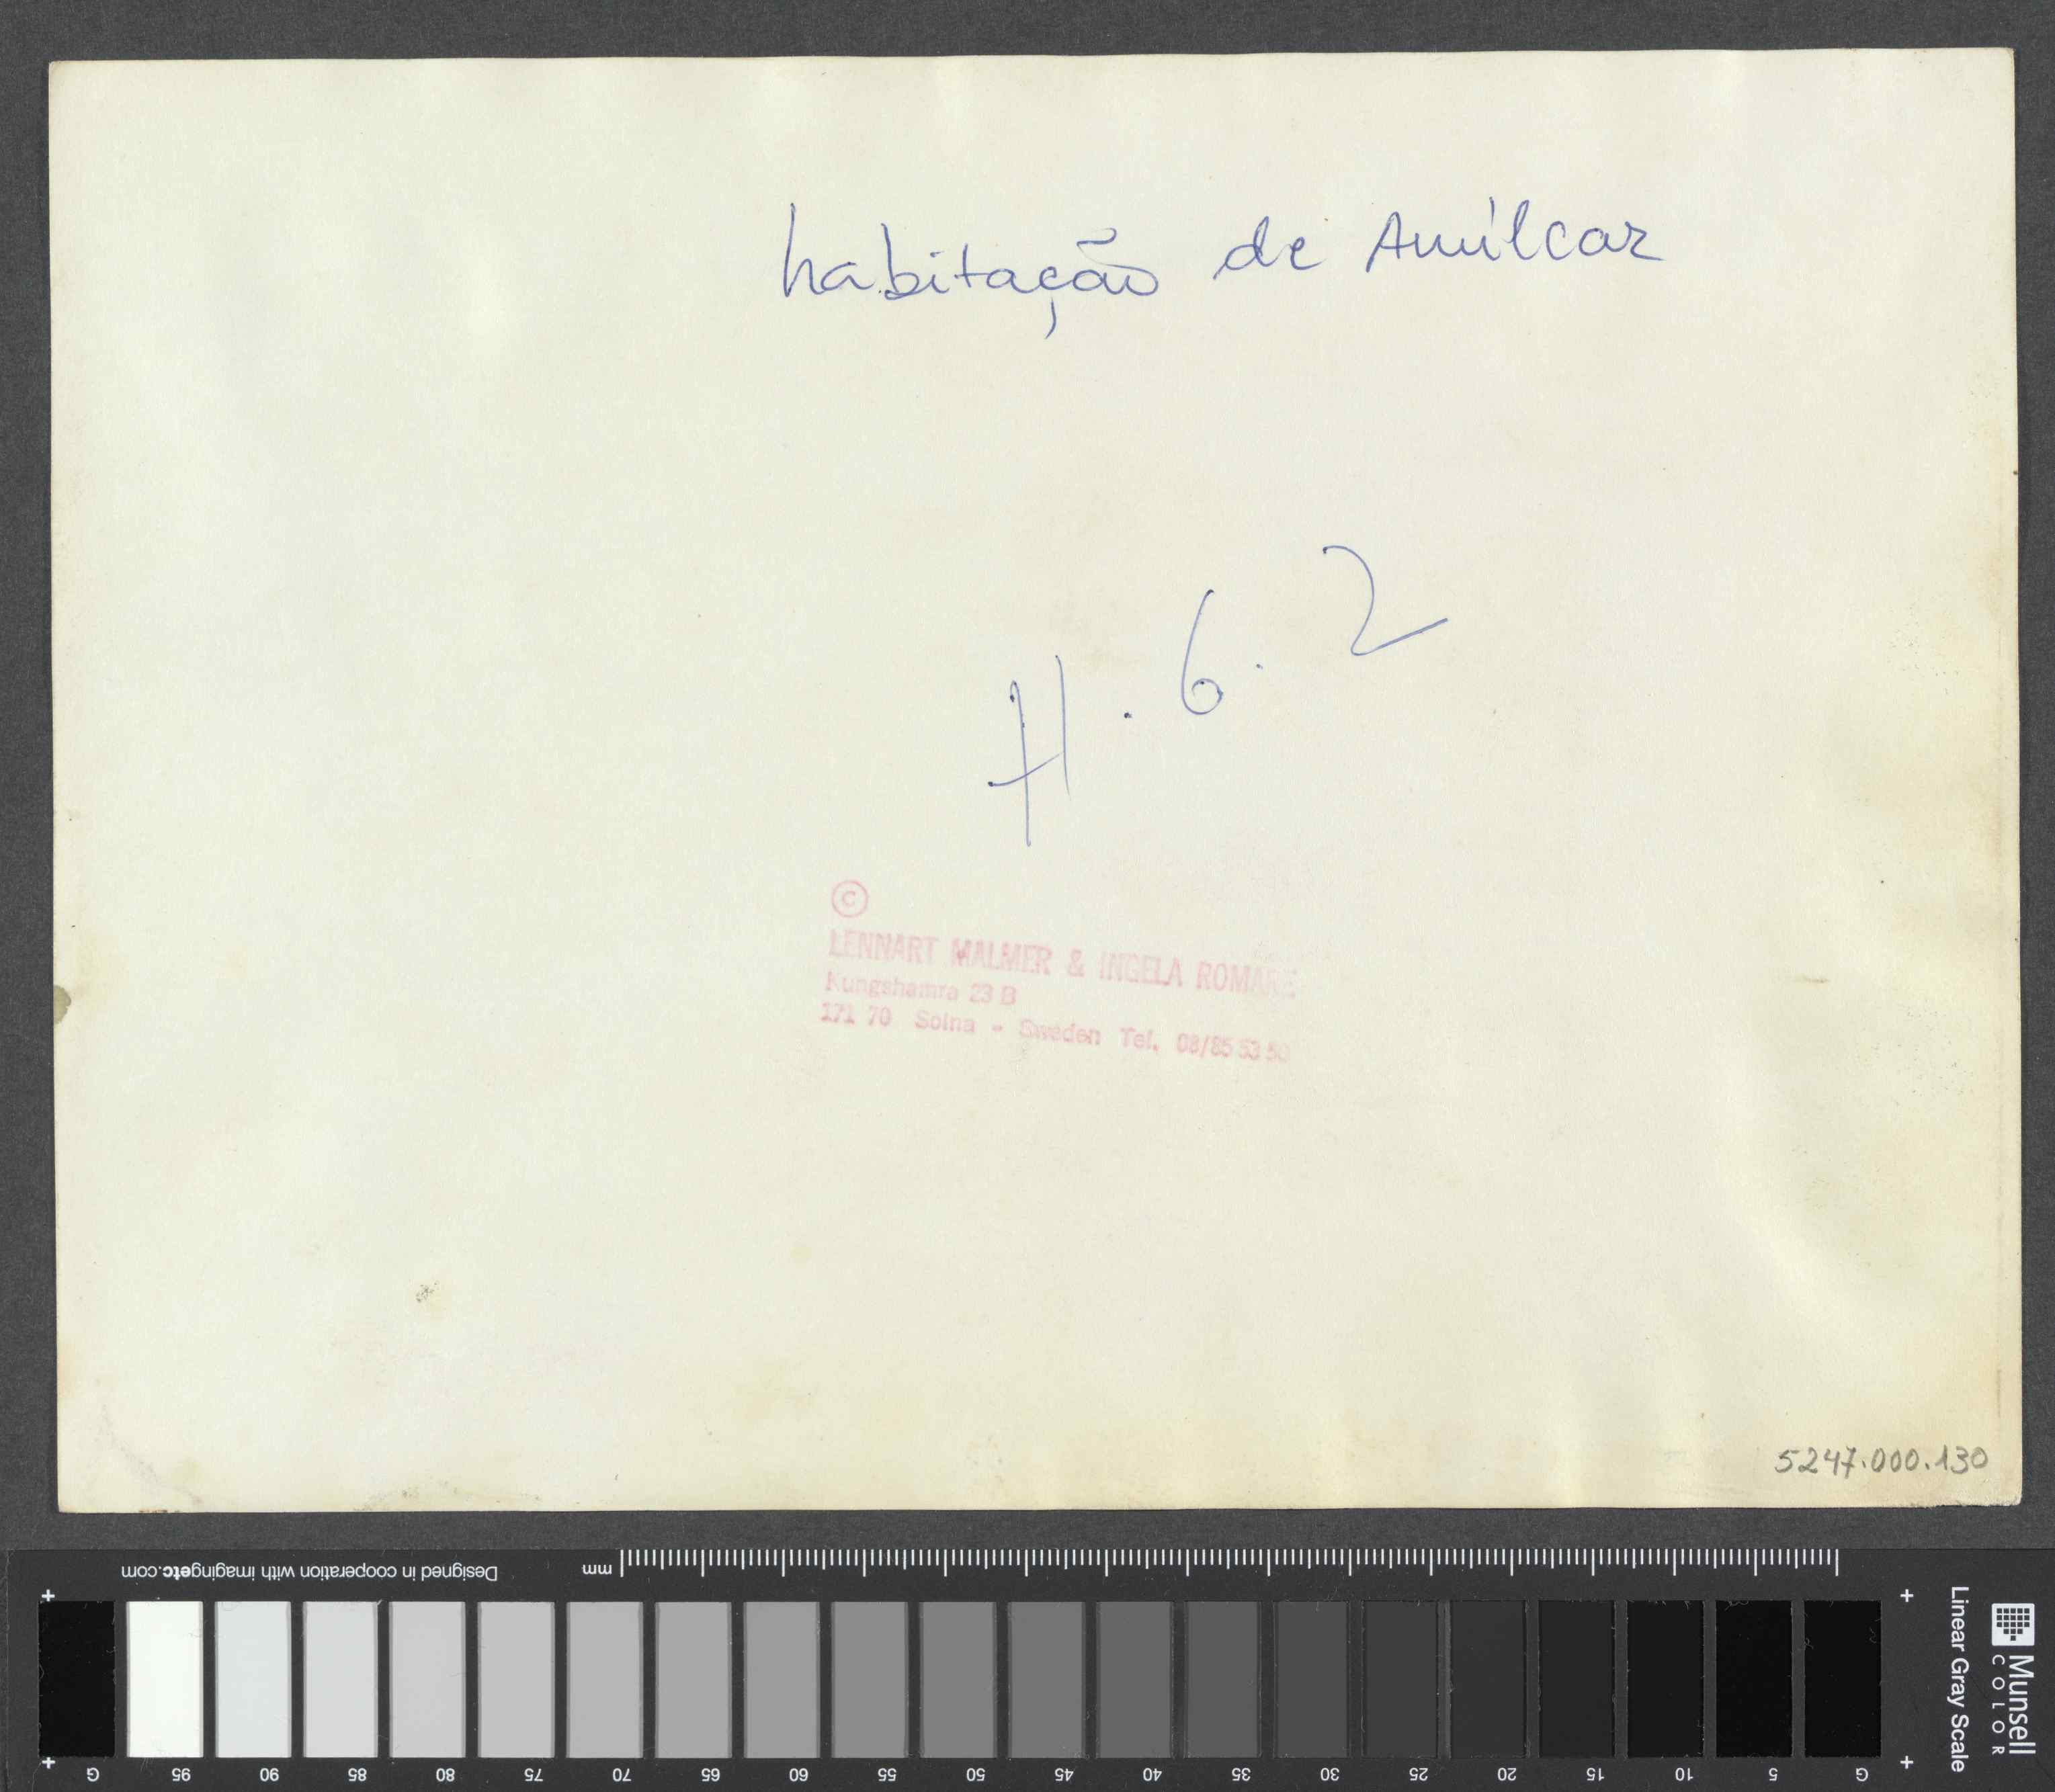 habitação de Amílcar
H. 6. 2
©
LENNART MALMER & INGELA ROMARE
Kungshamra 23 B
171 70 Solna - Sweden Tel. 08/85 53 50
5247.000.130
Designed in cooperation with imagingetc.com
mm
G 95 90 85 80 75 70 65 60 55 50 45 40 35 30 25 20 15 10 5 G
Linear Gray Scale
Munsell
COLOR